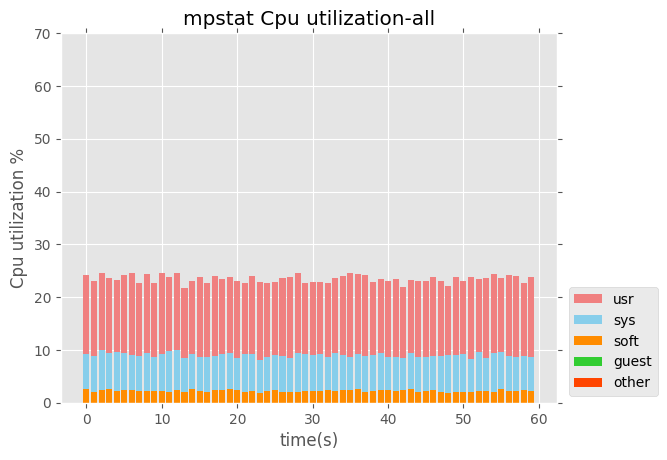 mpstat Cpu utilization-all
70
60
50
40
30
20
10
0
Cpu utilization %
0 10 20 30 40 50 60
time(s)
usr
sys
soft
guest
other